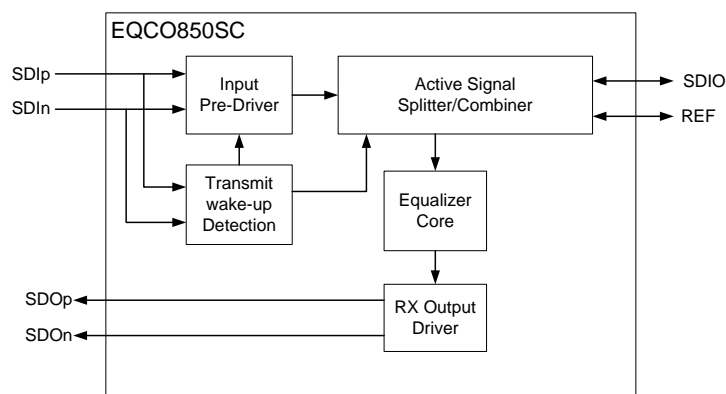 EQCO850SC
SDIp
SDIn
Input
Pre-Driver
Active Signal
Splitter/Combiner
SDIO
REF
Transmit
wake-up
Detection
Equalizer
Core
SDOp
SDOn
RX Output
Driver